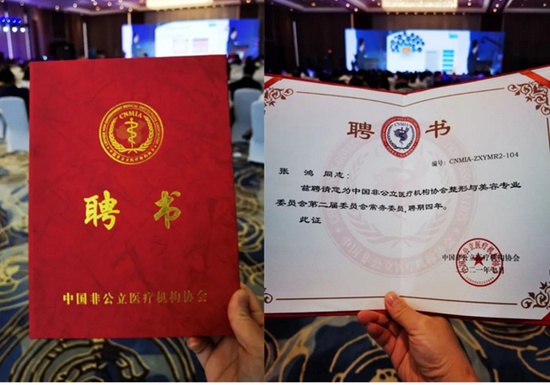 CNMIA
聘书
中国非公立医疗机构协会
聘书
编号: CNMIA-ZXYMR2-104
张 鸿 同志:
兹聘请您为中国非公立医疗机构协会整形与美容专业
委员会第二届委员会常务委员,聘期四年。
此证
中国非公立医疗机构协会